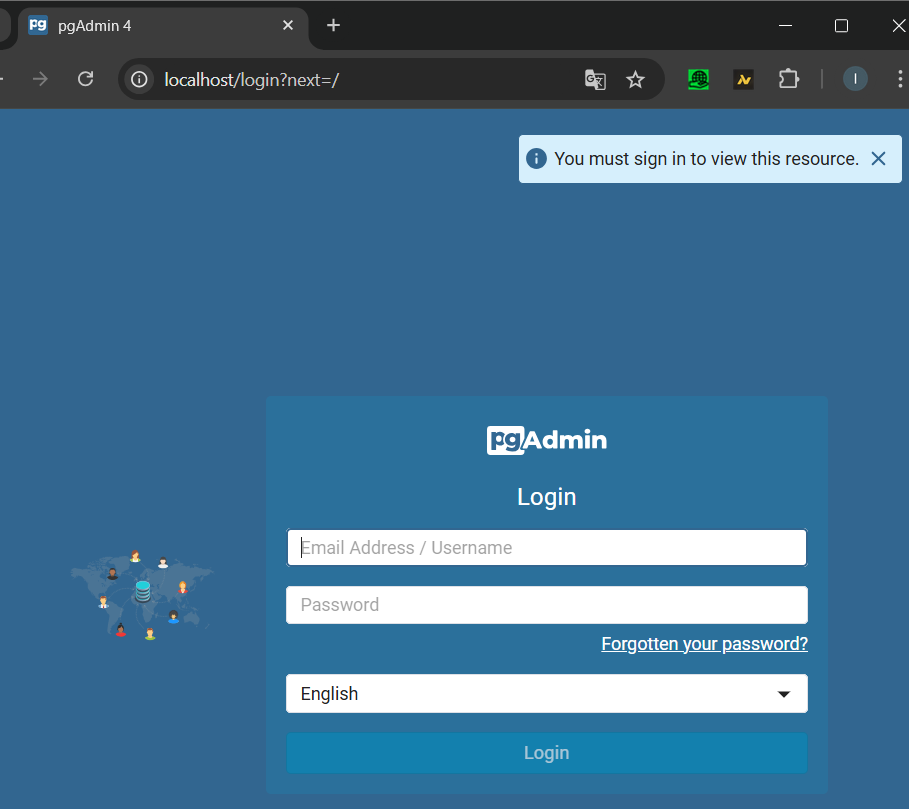 pgAdmin 4
localhost/login?next=/
You must sign in to view this resource.
pgAdmin
Login
Email Address / Username
Password
Forgotten your password?
English
Login